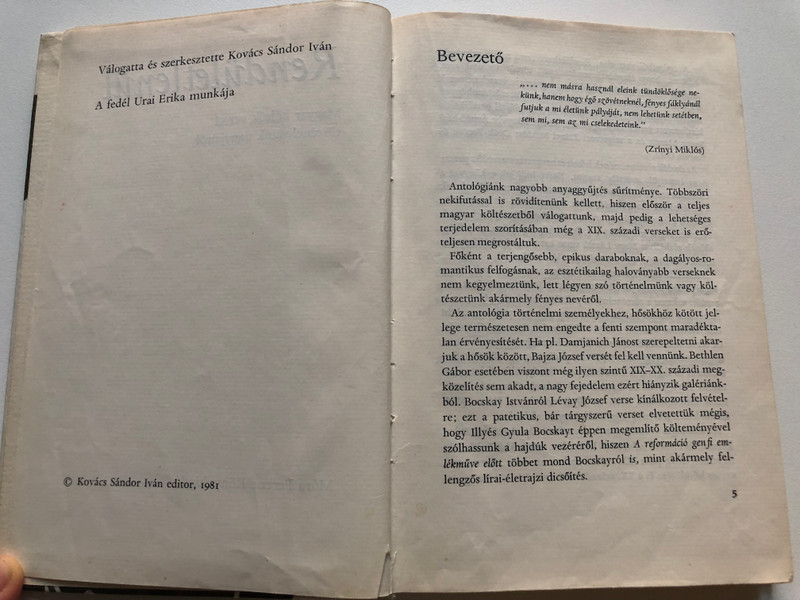 Válogatta és szerkesztette Kovács Sándor Iván
A fedél Urai Erika munkája
© Kovács Sándor Iván editor, 1981
Bevezető
„… nem másra használ eleink tündöklősége ne-
künk, hanem hogy égő szövétneknél, fényes fáklyánál
futjuk a mi életünk pályáját, nem lehetünk setétben,
sem mi, sem az mi cselekedeteink.”
(Zrínyi Miklós)
Antológiánk nagyobb anyaggyűjtés sűrítménye. Többszöri
nekifutással is rövidítenünk kellett, hiszen először a teljes
magyar költészetből válogattunk, majd pedig a lehetséges
terjedelem szorításában még a XIX. századi verseket is erő-
teljesen megrostáltuk.
Főként a terjengősebb, epikus daraboknak, a dagályos-ro-
mantikus felfogásnak, az esztétikailag haloványabb verseknek
nem kegyelmeztünk, lett légyen szó történelmünk vagy köl-
tészetünk akármely fényes nevéről.
Az antológia történelmi személyekhez, hősökhöz kötött jel-
lege természetesen nem engedte a fenti szempont maradékta-
lan érvényesítését. Ha pl. Damjanich Jánost szerepeltetni akar-
juk a hősök között, Bajza József versét fel kell vennünk. Bethlen
Gábor esetében viszont még ilyen szintű XIX–XX. századi meg-
közelítés sem akadt, a nagy fejedelem ezért hiányzik galériánk-
ból. Bocskay Istvánról Lévay József verse kínálkozott felvétel-
re; ezt a patetikus, bár tárgyszerű verset elvetettük mégis,
hogy Illyés Gyula Bocskayt éppen megemlítő költeményével
szólhassunk a hajdúk vezéréről, hiszen A reformáció genfi em-
lékműve előtt többet mond Bocskayról is, mint akármely fel-
lengzős lírai-életrajzi dicsőítés.
5